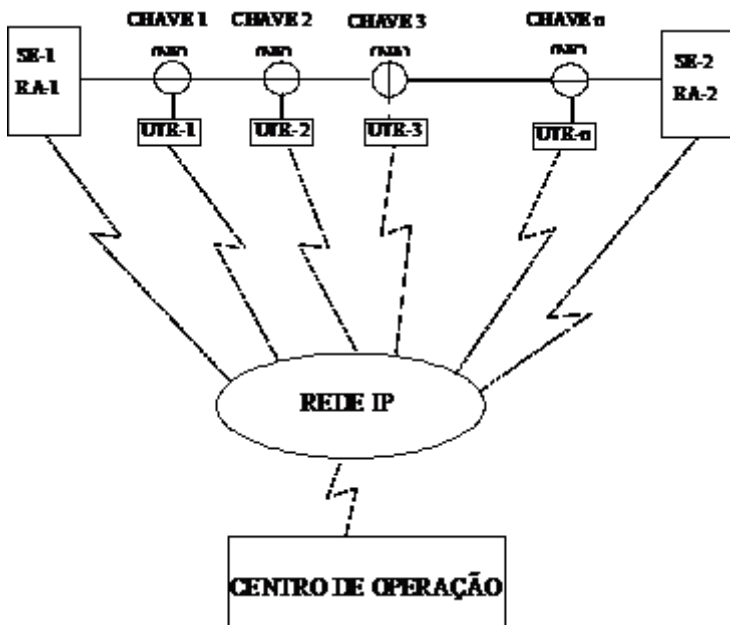 CHAVE 1 CHAVE 2 CHAVE 3 CHAVE n
SE-1
RA-1
SE-2
RA-2
UTR-1 UTR-2 UTR-3 UTR-n
REDE IP
CENTRO DE OPERAÇÃO